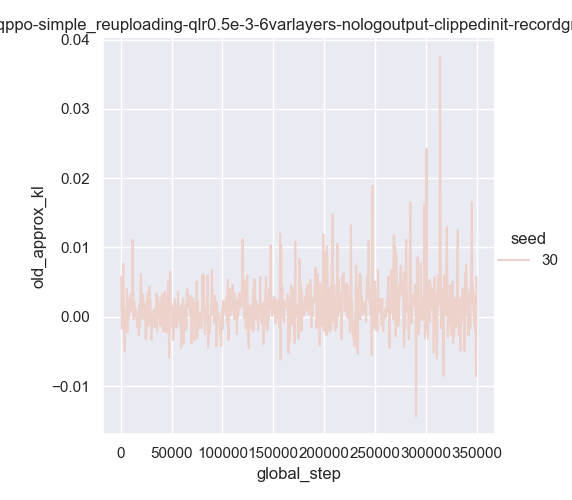 qppo-simple_reuploading-qlr0.5e-3-6varlayers-nologoutput-clippedinit-recordgr
0.04
0.03
0.02
0.01
0.00
−0.01
old_approx_kl
0 50000 100000 150000 200000 250000 300000 350000
global_step
seed
30